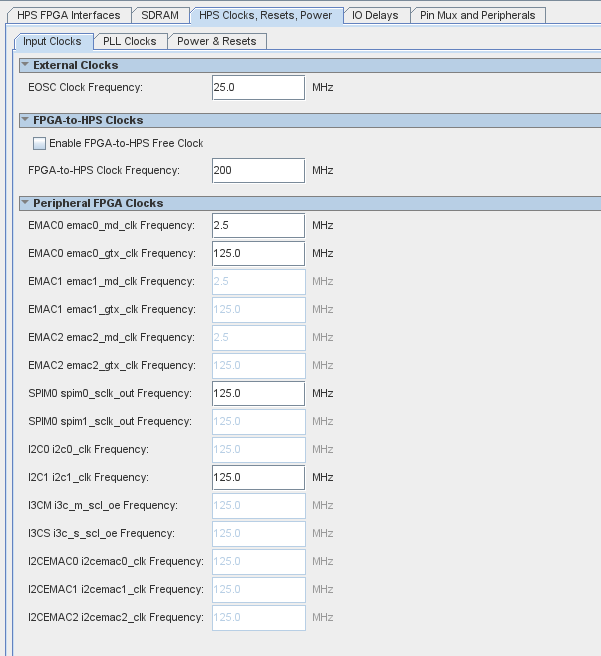 HPS FPGA Interfaces SDRAM HPS Clocks, Resets, Power IO Delays Pin Mux and Peripherals
Input Clocks PLL Clocks Power & Resets
External Clocks
EOSC Clock Frequency: 25.0 MHz
FPGA-to-HPS Clocks
Enable FPGA-to-HPS Free Clock
FPGA-to-HPS Clock Frequency: 200 MHz
Peripheral FPGA Clocks
EMAC0 emac0_md_clk Frequency: 2.5 MHz
EMAC0 emac0_gtx_clk Frequency: 125.0 MHz
EMAC1 emac1_md_clk Frequency: 2.5 MHz
EMAC1 emac1_gtx_clk Frequency: 125.0 MHz
EMAC2 emac2_md_clk Frequency: 2.5 MHz
EMAC2 emac2_gtx_clk Frequency: 125.0 MHz
SPIM0 spim0_sclk_out Frequency: 125.0 MHz
SPIM0 spim1_sclk_out Frequency: 125.0 MHz
I2C0 i2c0_clk Frequency: 125.0 MHz
I2C1 i2c1_clk Frequency: 125.0 MHz
I3CM i3c_m_scl_oe Frequency: 125.0 MHz
I3CS i3c_s_scl_oe Frequency: 125.0 MHz
I2CEMAC0 i2cemac0_clk Frequency: 125.0 MHz
I2CEMAC1 i2cemac1_clk Frequency: 125.0 MHz
I2CEMAC2 i2cemac2_clk Frequency: 125.0 MHz